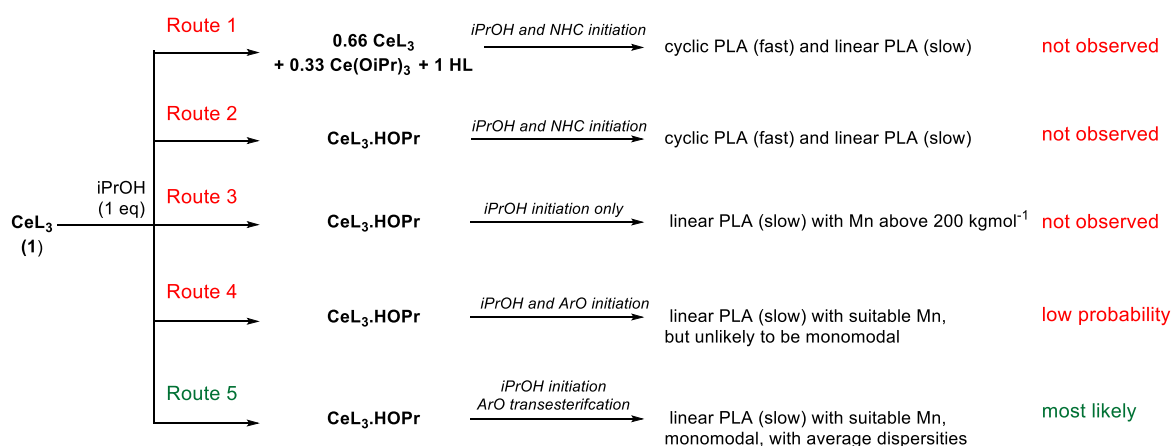 Route 1
0.66 CeL3
+ 0.33 Ce(OiPr)3 + 1 HL
iPrOH and NHC initiation
cyclic PLA (fast) and linear PLA (slow)
not observed
Route 2
CeL3.HOPr
iPrOH and NHC initiation
cyclic PLA (fast) and linear PLA (slow)
not observed
CeL3
(1)
iPrOH
(1 eq)
Route 3
CeL3.HOPr
iPrOH initiation only
linear PLA (slow) with Mn above 200 kgmol-1
not observed
Route 4
CeL3.HOPr
iPrOH and ArO initiation
linear PLA (slow) with suitable Mn,
but unlikely to be monomodal
low probability
Route 5
CeL3.HOPr
iPrOH initiation
ArO transesterifcation
linear PLA (slow) with suitable Mn,
monomodal, with average dispersities
most likely